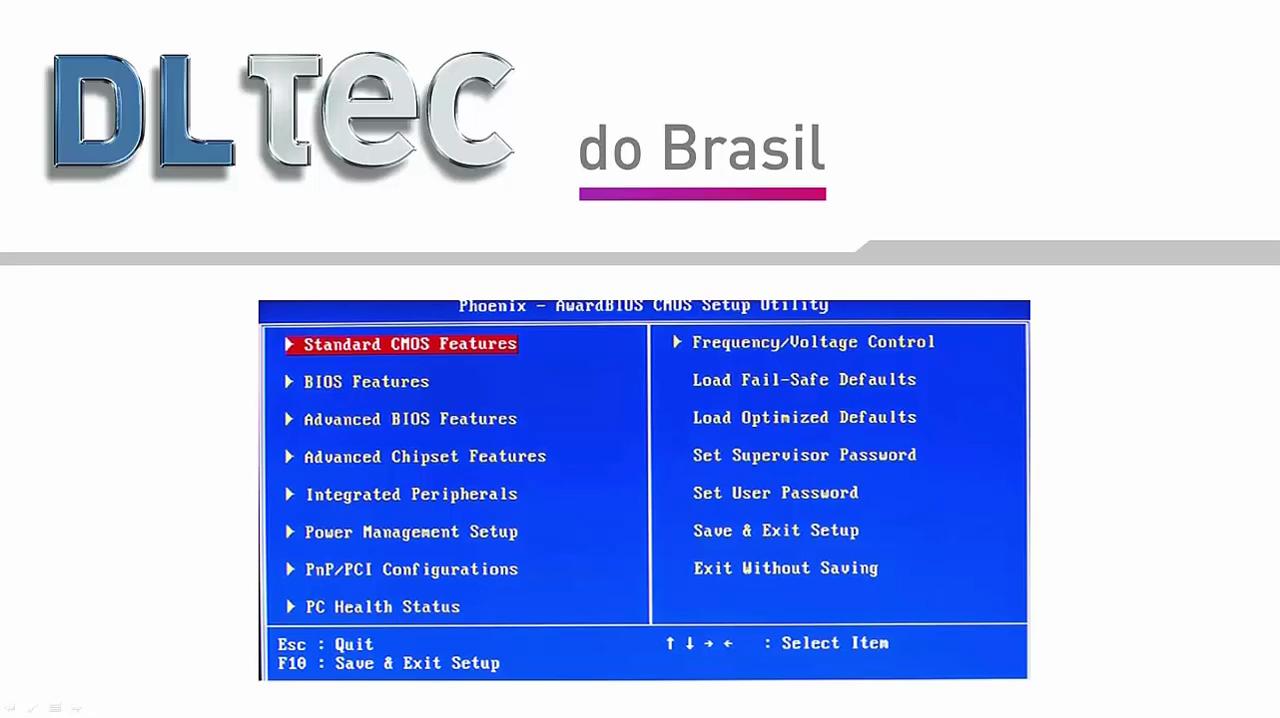 DLTEC
do Brasil
Phoenix - AwardBIOS CMOS Setup Utility
Standard CMOS Features
BIOS Features
Advanced BIOS Features
Advanced Chipset Features
Integrated Peripherals
Power Management Setup
PnP/PCI Configurations
PC Health Status
Frequency/Voltage Control
Load Fail-Safe Defaults
Load Optimized Defaults
Set Supervisor Password
Set User Password
Save & Exit Setup
Exit Without Saving
Esc : Quit
F10 : Save & Exit Setup
↑ ↓ → ← : Select Item